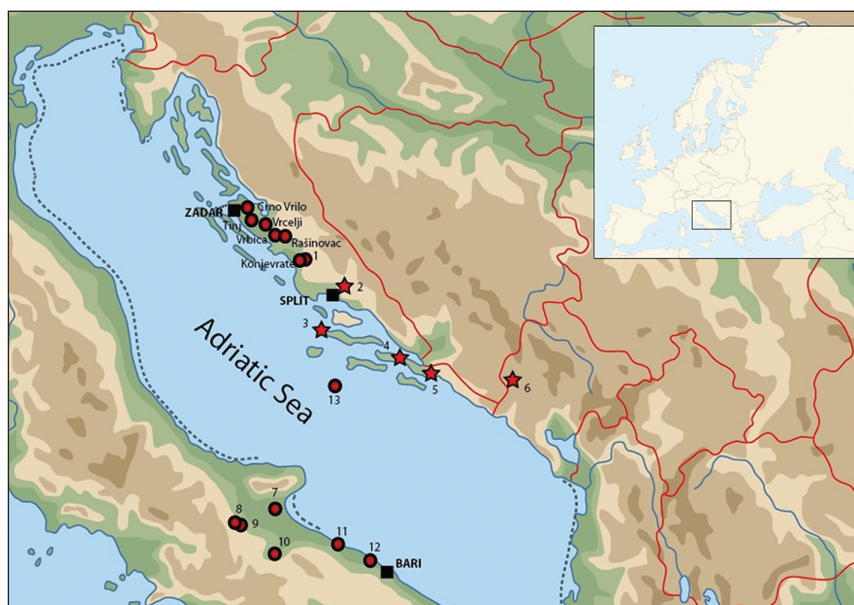 Crno Vrilo
ZADAR
Tinj
Vrcelji
Vrbica
Rašinovac
Konjevrate
1
2
SPLIT
3
4
5
6
Adriatic Sea
13
7
8
9
10
11
12
BARI